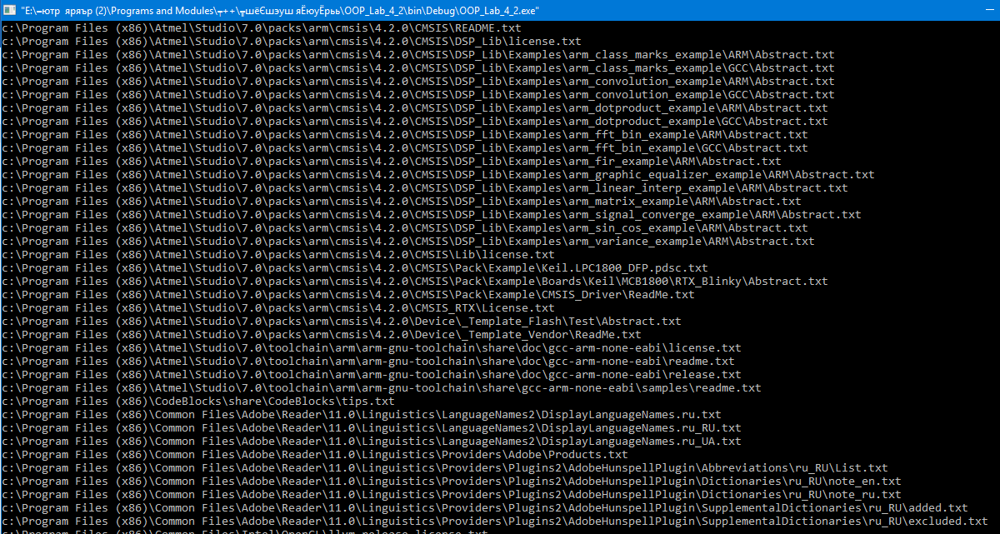 "E:\━ютр  яряър (2)\Programs and Modules\┬++\╥шёЄшэуш яЁюуЁрьь\OOP_Lab_4_2\bin\Debug\OOP_Lab_4_2.exe"
c:\Program Files (x86)\Atmel\Studio\7.0\packs\arm\cmsis\4.2.0\CMSIS\README.txt
c:\Program Files (x86)\Atmel\Studio\7.0\packs\arm\cmsis\4.2.0\CMSIS\DSP_Lib\license.txt
c:\Program Files (x86)\Atmel\Studio\7.0\packs\arm\cmsis\4.2.0\CMSIS\DSP_Lib\Examples\arm_class_marks_example\ARM\Abstract.txt
c:\Program Files (x86)\Atmel\Studio\7.0\packs\arm\cmsis\4.2.0\CMSIS\DSP_Lib\Examples\arm_class_marks_example\GCC\Abstract.txt
c:\Program Files (x86)\Atmel\Studio\7.0\packs\arm\cmsis\4.2.0\CMSIS\DSP_Lib\Examples\arm_convolution_example\ARM\Abstract.txt
c:\Program Files (x86)\Atmel\Studio\7.0\packs\arm\cmsis\4.2.0\CMSIS\DSP_Lib\Examples\arm_convolution_example\GCC\Abstract.txt
c:\Program Files (x86)\Atmel\Studio\7.0\packs\arm\cmsis\4.2.0\CMSIS\DSP_Lib\Examples\arm_dotproduct_example\ARM\Abstract.txt
c:\Program Files (x86)\Atmel\Studio\7.0\packs\arm\cmsis\4.2.0\CMSIS\DSP_Lib\Examples\arm_dotproduct_example\GCC\Abstract.txt
c:\Program Files (x86)\Atmel\Studio\7.0\packs\arm\cmsis\4.2.0\CMSIS\DSP_Lib\Examples\arm_fft_bin_example\ARM\Abstract.txt
c:\Program Files (x86)\Atmel\Studio\7.0\packs\arm\cmsis\4.2.0\CMSIS\DSP_Lib\Examples\arm_fft_bin_example\GCC\Abstract.txt
c:\Program Files (x86)\Atmel\Studio\7.0\packs\arm\cmsis\4.2.0\CMSIS\DSP_Lib\Examples\arm_fir_example\ARM\Abstract.txt
c:\Program Files (x86)\Atmel\Studio\7.0\packs\arm\cmsis\4.2.0\CMSIS\DSP_Lib\Examples\arm_graphic_equalizer_example\ARM\Abstract.txt
c:\Program Files (x86)\Atmel\Studio\7.0\packs\arm\cmsis\4.2.0\CMSIS\DSP_Lib\Examples\arm_linear_interp_example\ARM\Abstract.txt
c:\Program Files (x86)\Atmel\Studio\7.0\packs\arm\cmsis\4.2.0\CMSIS\DSP_Lib\Examples\arm_matrix_example\ARM\Abstract.txt
c:\Program Files (x86)\Atmel\Studio\7.0\packs\arm\cmsis\4.2.0\CMSIS\DSP_Lib\Examples\arm_signal_converge_example\ARM\Abstract.txt
c:\Program Files (x86)\Atmel\Studio\7.0\packs\arm\cmsis\4.2.0\CMSIS\DSP_Lib\Examples\arm_sin_cos_example\ARM\Abstract.txt
c:\Program Files (x86)\Atmel\Studio\7.0\packs\arm\cmsis\4.2.0\CMSIS\DSP_Lib\Examples\arm_variance_example\ARM\Abstract.txt
c:\Program Files (x86)\Atmel\Studio\7.0\packs\arm\cmsis\4.2.0\CMSIS\Lib\license.txt
c:\Program Files (x86)\Atmel\Studio\7.0\packs\arm\cmsis\4.2.0\CMSIS\Pack\Example\Keil.LPC1800_DFP.pdsc.txt
c:\Program Files (x86)\Atmel\Studio\7.0\packs\arm\cmsis\4.2.0\CMSIS\Pack\Example\Boards\Keil\MCB1800\RTX_Blinky\Abstract.txt
c:\Program Files (x86)\Atmel\Studio\7.0\packs\arm\cmsis\4.2.0\CMSIS\Pack\Example\CMSIS_Driver\ReadMe.txt
c:\Program Files (x86)\Atmel\Studio\7.0\packs\arm\cmsis\4.2.0\CMSIS_RTX\License.txt
c:\Program Files (x86)\Atmel\Studio\7.0\packs\arm\cmsis\4.2.0\Device\_Template_Flash\Test\Abstract.txt
c:\Program Files (x86)\Atmel\Studio\7.0\packs\arm\cmsis\4.2.0\Device\_Template_Vendor\ReadMe.txt
c:\Program Files (x86)\Atmel\Studio\7.0\toolchain\arm\arm-gnu-toolchain\share\doc\gcc-arm-none-eabi\license.txt
c:\Program Files (x86)\Atmel\Studio\7.0\toolchain\arm\arm-gnu-toolchain\share\doc\gcc-arm-none-eabi\readme.txt
c:\Program Files (x86)\Atmel\Studio\7.0\toolchain\arm\arm-gnu-toolchain\share\doc\gcc-arm-none-eabi\release.txt
c:\Program Files (x86)\Atmel\Studio\7.0\toolchain\arm\arm-gnu-toolchain\share\gcc-arm-none-eabi\samples\readme.txt
c:\Program Files (x86)\CodeBlocks\share\CodeBlocks\tips.txt
c:\Program Files (x86)\Common Files\Adobe\Reader\11.0\Linguistics\LanguageNames2\DisplayLanguageNames.ru.txt
c:\Program Files (x86)\Common Files\Adobe\Reader\11.0\Linguistics\LanguageNames2\DisplayLanguageNames.ru_RU.txt
c:\Program Files (x86)\Common Files\Adobe\Reader\11.0\Linguistics\LanguageNames2\DisplayLanguageNames.ru_UA.txt
c:\Program Files (x86)\Common Files\Adobe\Reader\11.0\Linguistics\Providers\Adobe\Products.txt
c:\Program Files (x86)\Common Files\Adobe\Reader\11.0\Linguistics\Providers\Plugins2\AdobeHunspellPlugin\Abbreviations\ru_RU\List.txt
c:\Program Files (x86)\Common Files\Adobe\Reader\11.0\Linguistics\Providers\Plugins2\AdobeHunspellPlugin\Dictionaries\ru_RU\note_en.txt
c:\Program Files (x86)\Common Files\Adobe\Reader\11.0\Linguistics\Providers\Plugins2\AdobeHunspellPlugin\Dictionaries\ru_RU\note_ru.txt
c:\Program Files (x86)\Common Files\Adobe\Reader\11.0\Linguistics\Providers\Plugins2\AdobeHunspellPlugin\SupplementalDictionaries\ru_RU\added.txt
c:\Program Files (x86)\Common Files\Adobe\Reader\11.0\Linguistics\Providers\Plugins2\AdobeHunspellPlugin\SupplementalDictionaries\ru_RU\excluded.txt
c:\Program Files (x86)\Common Files\Intel\OpenCL\llvm_release_license.txt